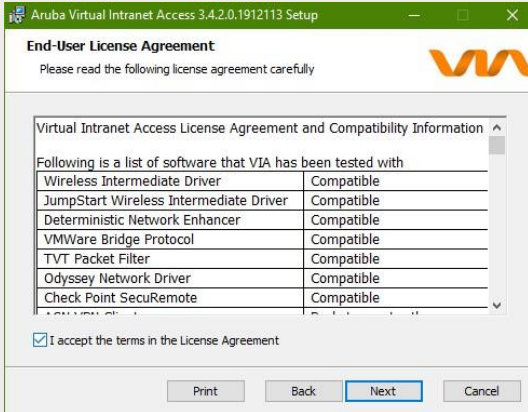 Aruba Virtual Intranet Access 3.4.2.0.1912113 Setup
End-User License Agreement
Please read the following license agreement carefully
VIA
Virtual Intranet Access License Agreement and Compatibility Information
Following is a list of software that VIA has been tested with
Wireless Intermediate Driver Compatible
JumpStart Wireless Intermediate Driver Compatible
Deterministic Network Enhancer Compatible
VMWare Bridge Protocol Compatible
TVT Packet Filter Compatible
Odyssey Network Driver Compatible
Check Point SecuRemote Compatible
I accept the terms in the License Agreement
Print Back Next Cancel